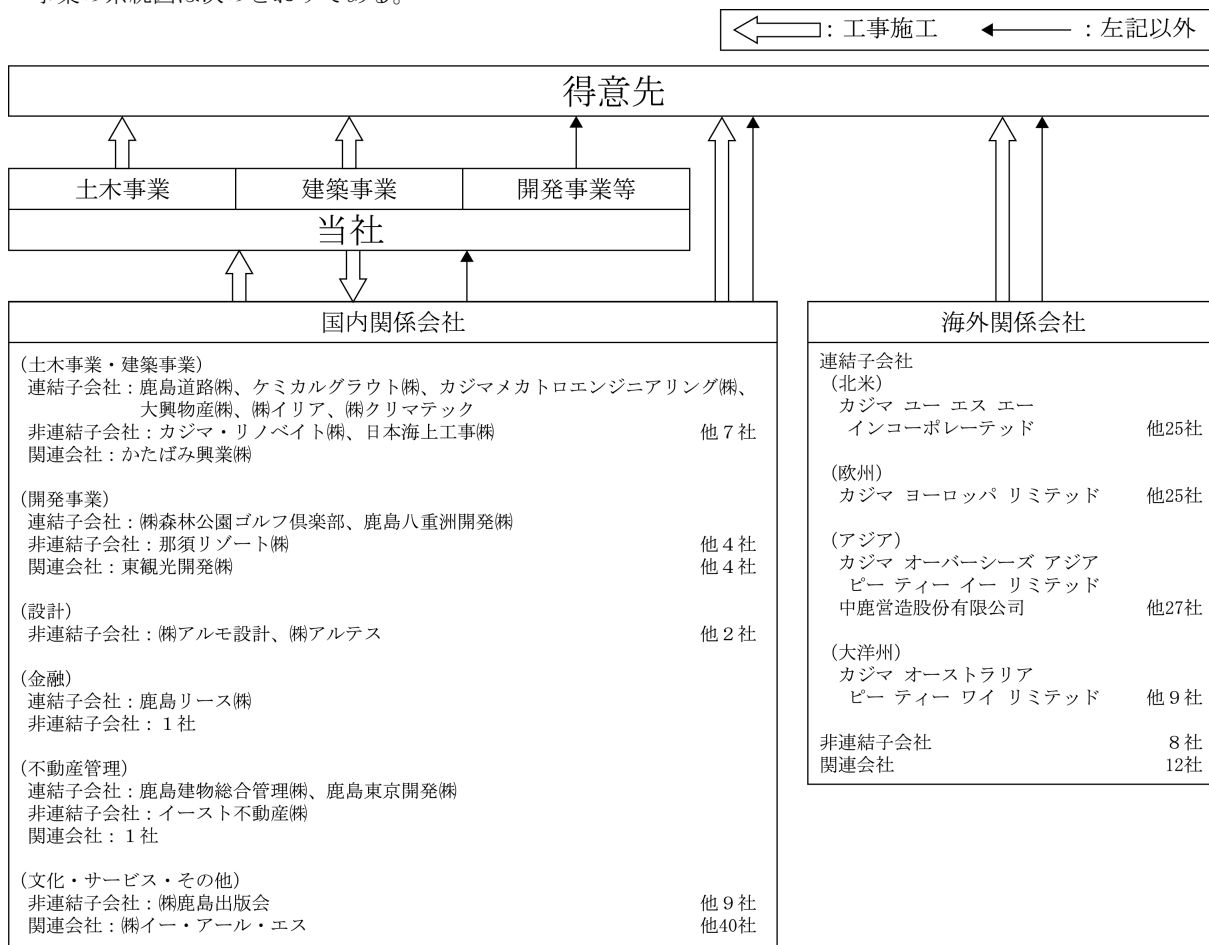 事業の系統図は次のとおりである。
：工事施工　：左記以外
得意先
土木事業　建築事業　開発事業等
当社
国内関係会社
(土木事業・建築事業)
連結子会社：鹿島道路㈱、ケミカルグラウト㈱、カジマメカトロエンジニアリング㈱、
大興物産㈱、㈱イリア、㈱クリマテック
非連結子会社：カジマ・リノベイト㈱、日本海上工事㈱　他７社
関連会社：かたばみ興業㈱
(開発事業)
連結子会社：㈱森林公園ゴルフ倶楽部、鹿島八重洲開発㈱
非連結子会社：那須リゾート㈱　他４社
関連会社：東観光開発㈱　他４社
(設計)
非連結子会社：㈱アルモ設計、㈱アルテス　他２社
(金融)
連結子会社：鹿島リース㈱
非連結子会社：１社
(不動産管理)
連結子会社：鹿島建物総合管理㈱、鹿島東京開発㈱
非連結子会社：イースト不動産㈱
関連会社：１社
(文化・サービス・その他)
非連結子会社：㈱鹿島出版会　他９社
関連会社：㈱イー・アール・エス　他40社
海外関係会社
連結子会社
(北米)
カジマ ユー エス エー
インコーポレーテッド　他25社
(欧州)
カジマ ヨーロッパ リミテッド　他25社
(アジア)
カジマ オーバーシーズ アジア
ピー ティー イー リミテッド
中鹿営造股份有限公司　他27社
(大洋州)
カジマ オーストラリア
ピー ティー ワイ リミテッド　他９社
非連結子会社　８社
関連会社　12社